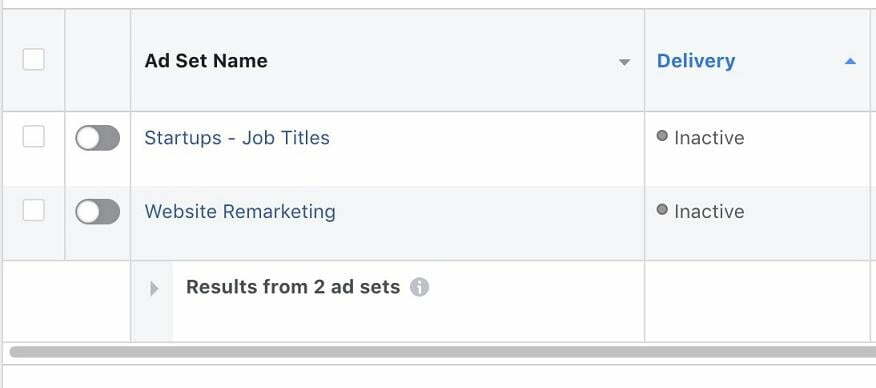 Ad Set Name Delivery
Startups - Job Titles Inactive
Website Remarketing Inactive
Results from 2 ad sets